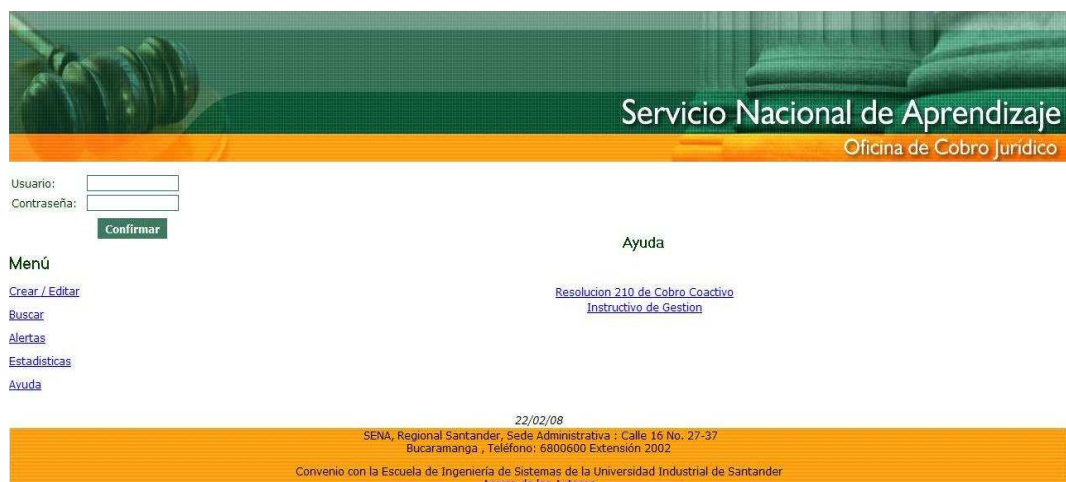 Servicio Nacional de Aprendizaje
Oficina de Cobro Jurídico
Usuario:
Contraseña:
Confirmar
Menú
Crear / Editar
Buscar
Alertas
Estadisticas
Ayuda
Ayuda
Resolucion 210 de Cobro Coactivo
Instructivo de Gestion
22/02/08
SENA, Regional Santander, Sede Administrativa : Calle 16 No. 27-37
Bucaramanga , Teléfono: 6800600 Extensión 2002
Convenio con la Escuela de Ingeniería de Sistemas de la Universidad Industrial de Santander